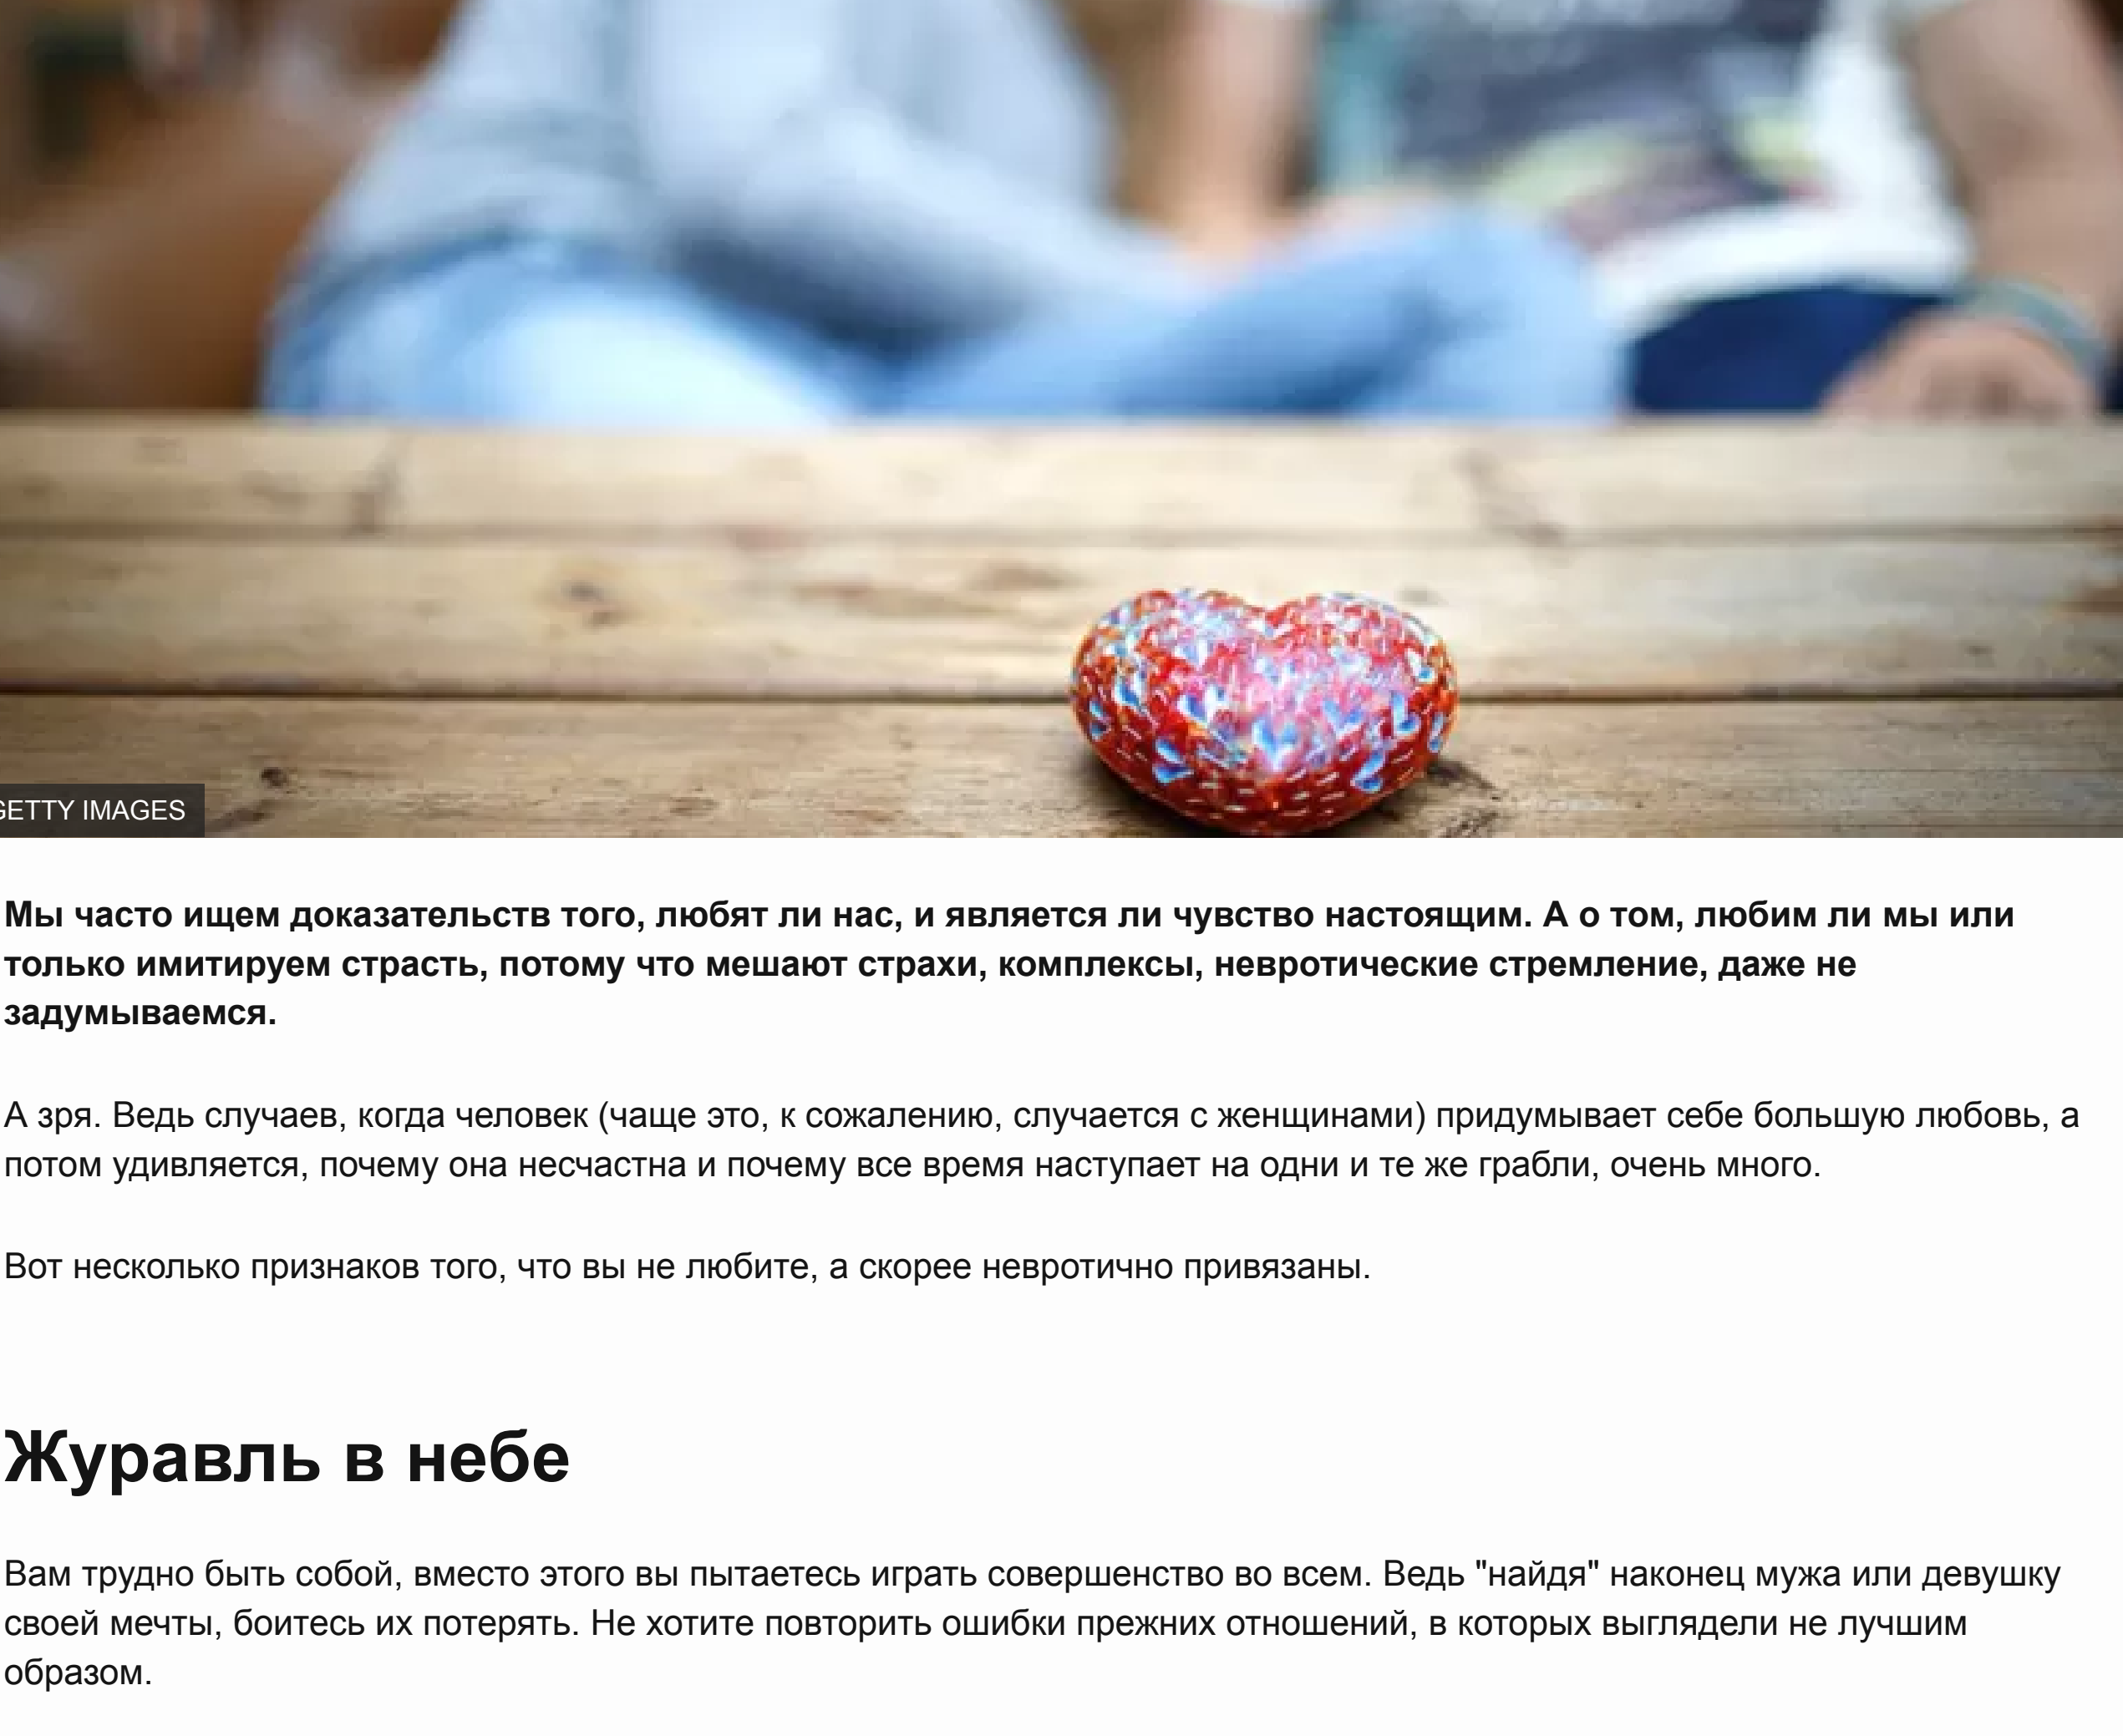 GETTY IMAGES
Мы часто ищем доказательств того, любят ли нас, и является ли чувство настоящим. А о том, любим ли мы или
только имитируем страсть, потому что мешают страхи, комплексы, невротические стремление, даже не
задумываемся.
А зря. Ведь случаев, когда человек (чаще это, к сожалению, случается с женщинами) придумывает себе большую любовь, а
потом удивляется, почему она несчастна и почему все время наступает на одни и те же грабли, очень много.
Вот несколько признаков того, что вы не любите, а скорее невротично привязаны.
Журавль в небе
Вам трудно быть собой, вместо этого вы пытаетесь играть совершенство во всем. Ведь "найдя" наконец мужа или девушку
своей мечты, боитесь их потерять. Не хотите повторить ошибки прежних отношений, в которых выглядели не лучшим
образом.